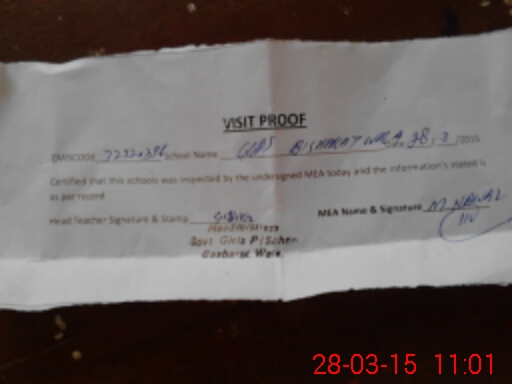 VISIT PROOF
EMISCODE School Name GGPS BISHARAT WALA 28. 3 /2015
Certified that this schools was inspected by the undersigned MEA today and the information's stated is
as per record
Head Teacher Signature & Stamp MEA Name & Signature M NAWAZ
Headmistress
Govt Girls P/School
Basharat Wala.
28-03-15 11:01